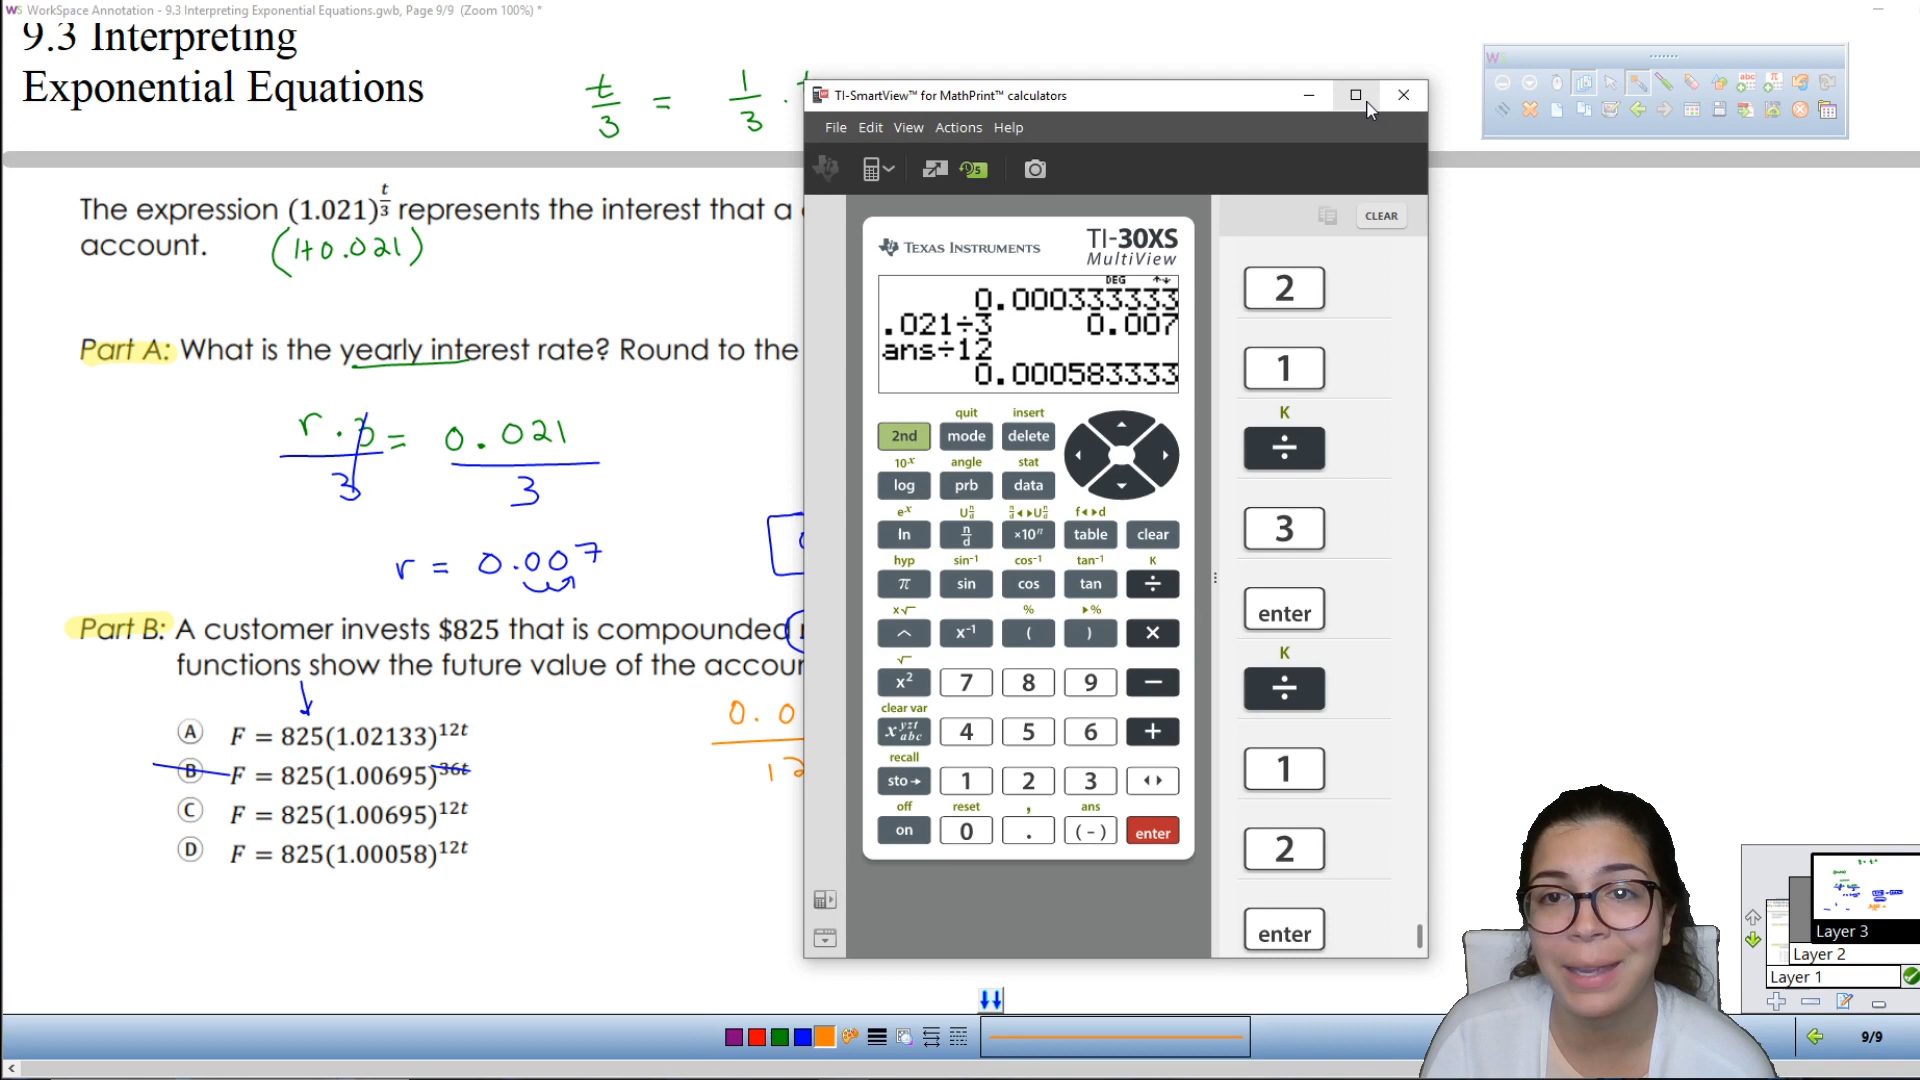 WorkSpace Annotation - 9.3 Interpreting Exponential Equations.gwb, Page 9/9 (Zoom 100%) *
9.3 Interpreting
Exponential Equations
t/3 = 1/3 ·
The expression (1.021)^(t/3) represents the interest that a
account.
(1+0.021)
Part A: What is the yearly interest rate? Round to the
r · 3 = 0.021
3 3
r = 0.007
Part B: A customer invests $825 that is compounded
functions show the future value of the accour
0.0
12
A F = 825(1.02133)^12t
B F = 825(1.00695)^36t
C F = 825(1.00695)^12t
D F = 825(1.00058)^12t
TI-SmartView™ for MathPrint™ calculators
File Edit View Actions Help
TEXAS INSTRUMENTS
TI-30XS
MultiView
DEG
0.000333333
.021÷3 0.007
ans÷12
0.000583333
quit insert
2nd mode delete
10ˣ angle stat
log prb data
eˣ U n/d n/d ◄►U n/d f◄►d
ln n/d ×10ⁿ table clear
hyp sin⁻¹ cos⁻¹ tan⁻¹ K
π sin cos tan ÷
x√ % ►%
^ x⁻¹ ( ) ×
√
x² 7 8 9 −
clear var
x yzt abc 4 5 6 +
recall
sto→ 1 2 3 ◄►
off reset , ans
on 0 . (-) enter
CLEAR
2
1
K
÷
3
enter
K
÷
1
2
enter
Layer 3
Layer 2
Layer 1
9/9